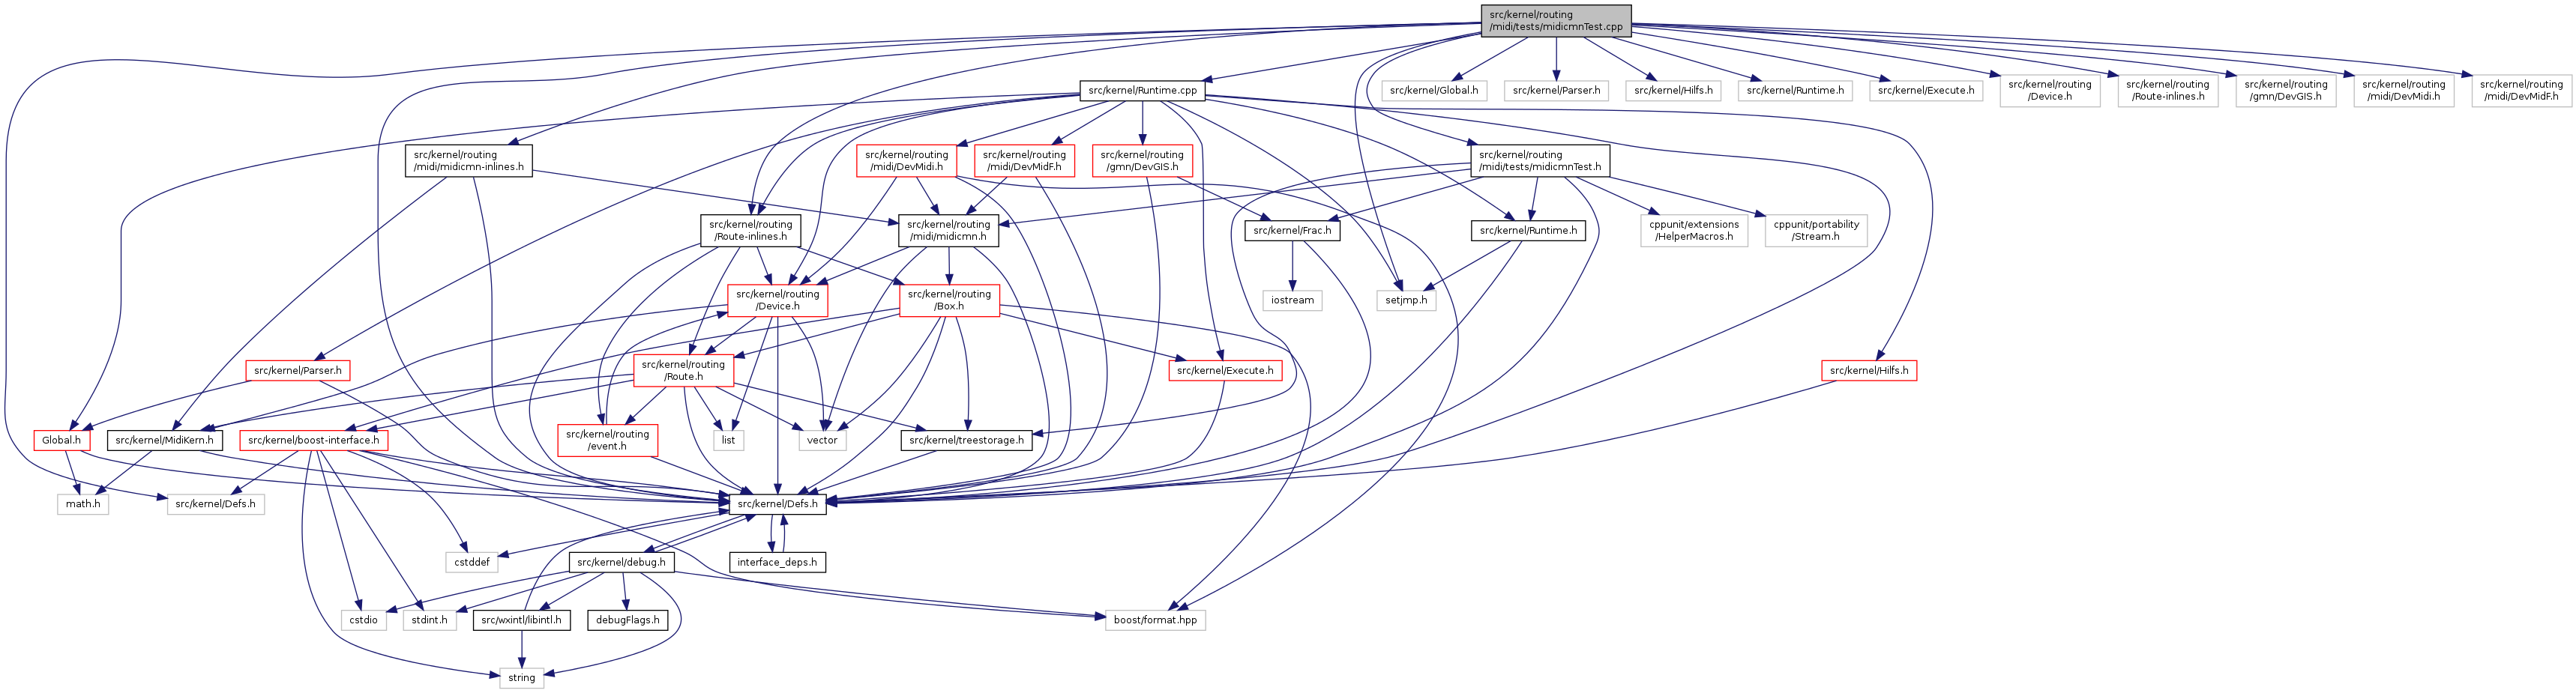 src/kernel/routing
/midi/tests/midicmnTest.cpp
src/kernel/Runtime.cpp
src/kernel/Global.h
src/kernel/Parser.h
src/kernel/Hilfs.h
src/kernel/Runtime.h
src/kernel/Execute.h
src/kernel/routing
/Device.h
src/kernel/routing
/Route-inlines.h
src/kernel/routing
/gmn/DevGIS.h
src/kernel/routing
/midi/DevMidi.h
src/kernel/routing
/midi/DevMidF.h
src/kernel/routing
/midi/midicmn-inlines.h
src/kernel/routing
/midi/DevMidi.h
src/kernel/routing
/midi/DevMidF.h
src/kernel/routing
/gmn/DevGIS.h
src/kernel/routing
/midi/tests/midicmnTest.h
src/kernel/routing
/Route-inlines.h
src/kernel/routing
/midi/midicmn.h
src/kernel/Frac.h
src/kernel/Runtime.h
cppunit/extensions
/HelperMacros.h
cppunit/portability
/Stream.h
src/kernel/routing
/Device.h
src/kernel/routing
/Box.h
iostream
setjmp.h
src/kernel/Parser.h
src/kernel/routing
/Route.h
src/kernel/Execute.h
src/kernel/Hilfs.h
Global.h
src/kernel/MidiKern.h
src/kernel/boost-interface.h
src/kernel/routing
/event.h
list
vector
src/kernel/treestorage.h
math.h
src/kernel/Defs.h
src/kernel/Defs.h
cstddef
src/kernel/debug.h
interface_deps.h
cstdio
stdint.h
src/wxintl/libintl.h
debugFlags.h
boost/format.hpp
string